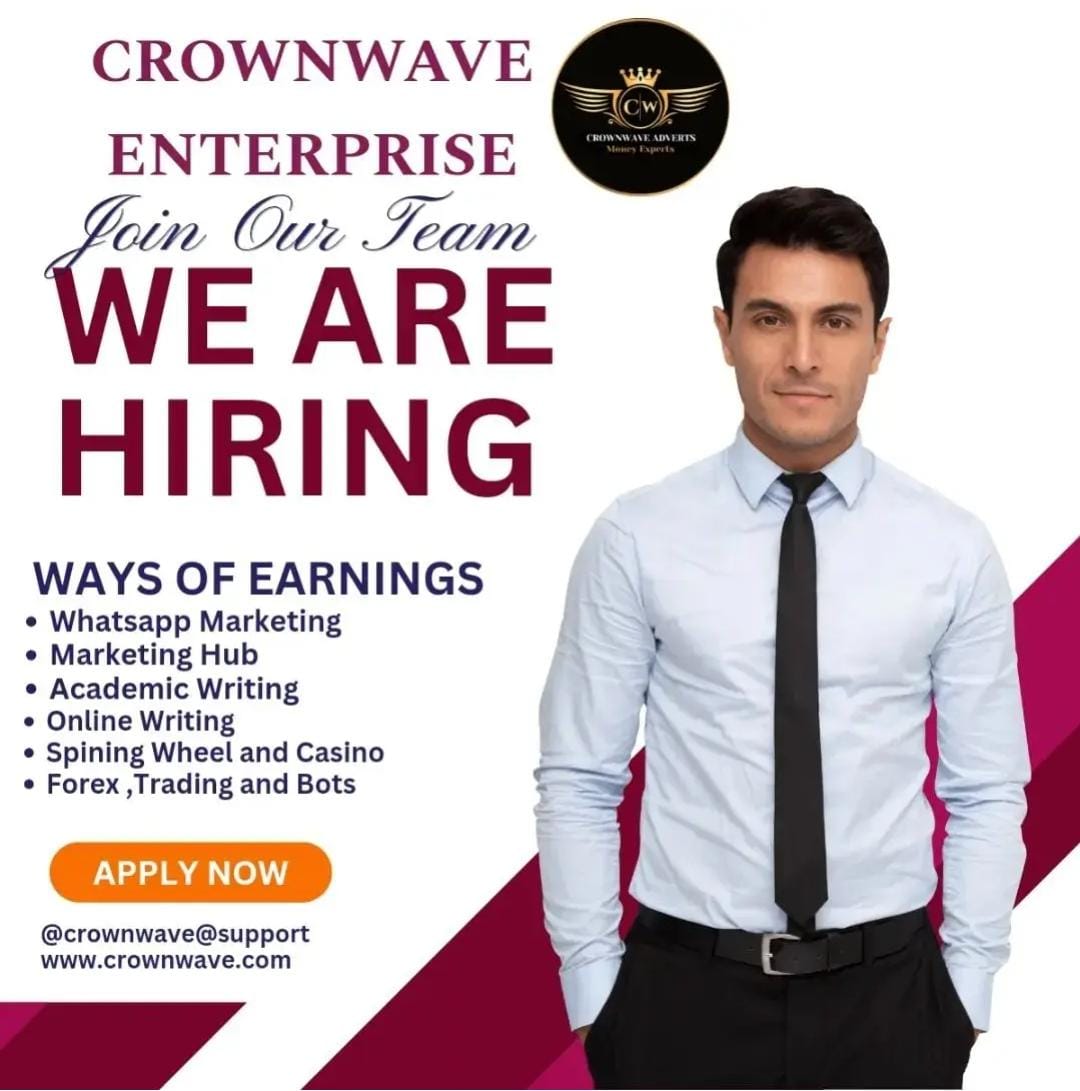 CROWNWAVE
ENTERPRISE
CW
CROWNWAVE ADVERTS
Money Experts
Join Our Team
WE ARE
HIRING
WAYS OF EARNINGS
• Whatsapp Marketing
• Marketing Hub
• Academic Writing
• Online Writing
• Spining Wheel and Casino
• Forex ,Trading and Bots
APPLY NOW
@crownwave@support
www.crownwave.com